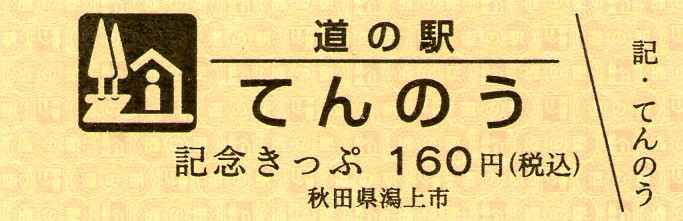 道の駅
てんのう
記念きっぷ 160円(税込)
秋田県潟上市
記・てんのう